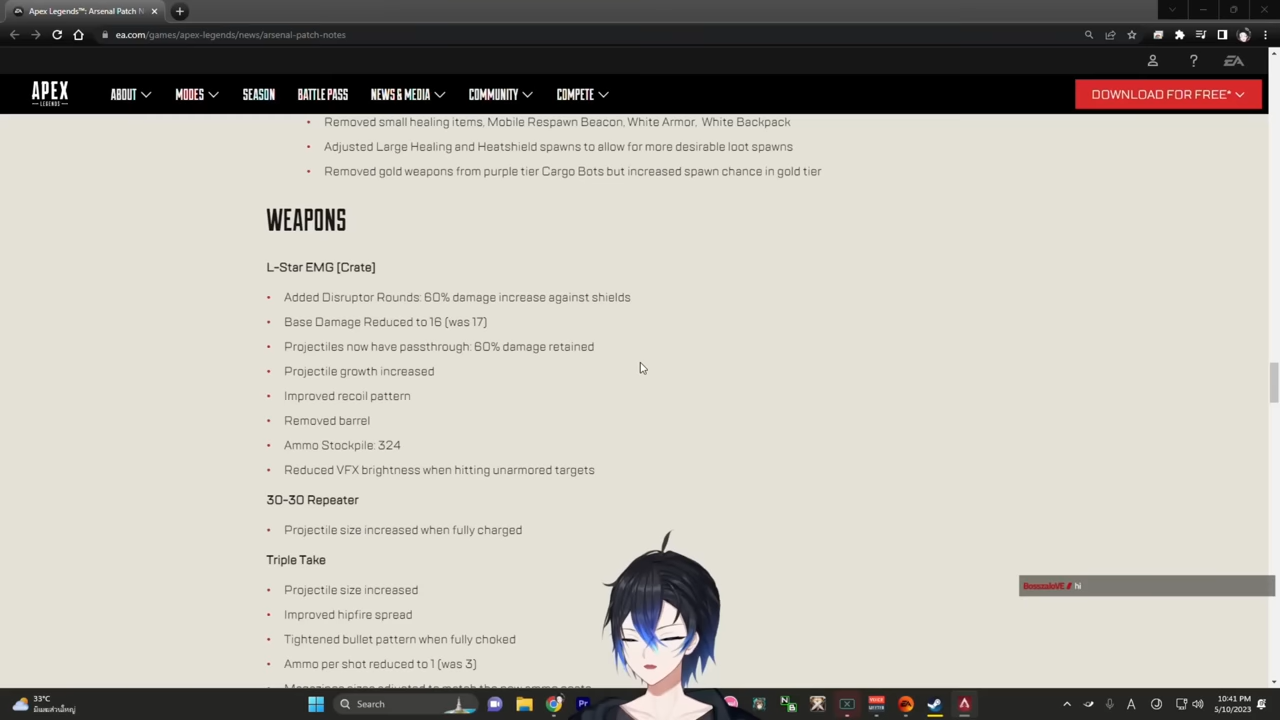 Apex Legends™: Arsenal Patch N
ea.com/games/apex-legends/news/arsenal-patch-notes
APEX
LEGENDS
ABOUT
MODES
SEASON
BATTLE PASS
NEWS & MEDIA
COMMUNITY
COMPETE
DOWNLOAD FOR FREE*
Removed small healing items, Mobile Respawn Beacon, White Armor, White Backpack
Adjusted Large Healing and Heatshield spawns to allow for more desirable loot spawns
Removed gold weapons from purple tier Cargo Bots but increased spawn chance in gold tier
WEAPONS
L-Star EMG [Crate]
Added Disruptor Rounds: 60% damage increase against shields
Base Damage Reduced to 16 (was 17)
Projectiles now have passthrough: 60% damage retained
Projectile growth increased
Improved recoil pattern
Removed barrel
Ammo Stockpile: 324
Reduced VFX brightness when hitting unarmored targets
30-30 Repeater
Projectile size increased when fully charged
Triple Take
Projectile size increased
Improved hipfire spread
Tightened bullet pattern when fully choked
Ammo per shot reduced to 1 (was 3)
BosszaloVE // hi
33°C
Search
10:41 PM
5/10/2023